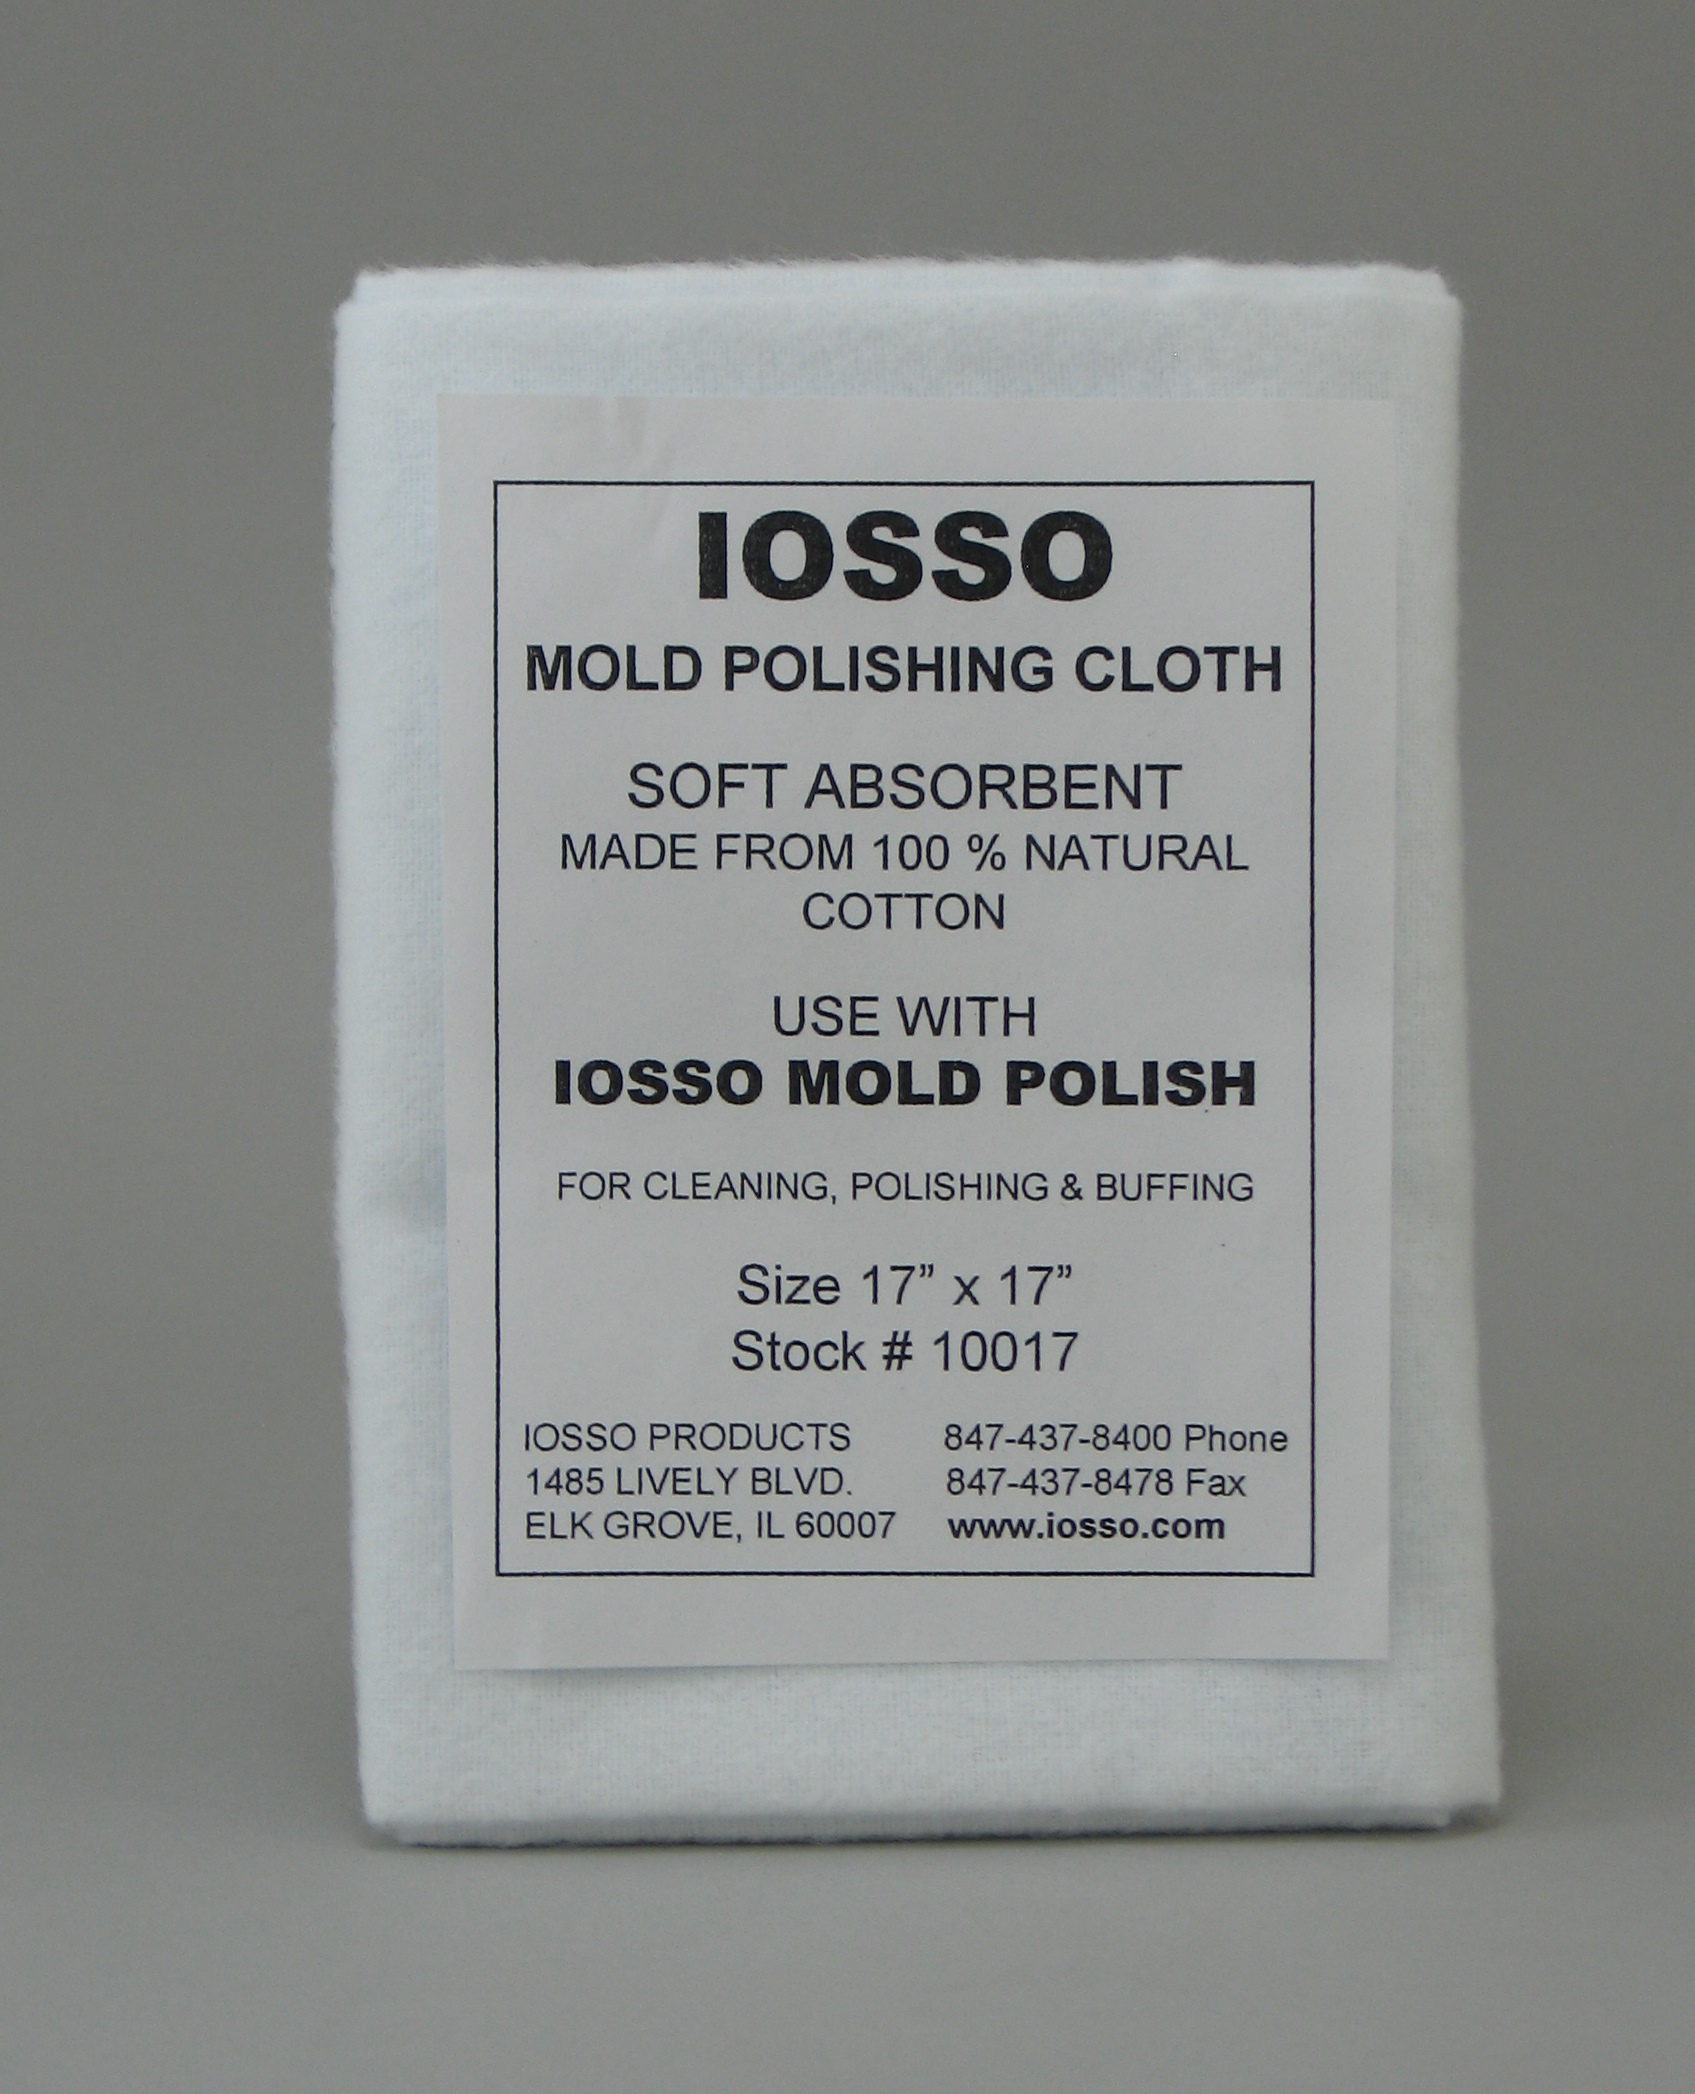 IOSSO
MOLD POLISHING CLOTH
SOFT ABSORBENT
MADE FROM 100 % NATURAL
COTTON
USE WITH
IOSSO MOLD POLISH
FOR CLEANING, POLISHING & BUFFING
Size 17” x 17”
Stock # 10017
IOSSO PRODUCTS 847-437-8400 Phone
1485 LIVELY BLVD. 847-437-8478 Fax
ELK GROVE, IL 60007 www.iosso.com